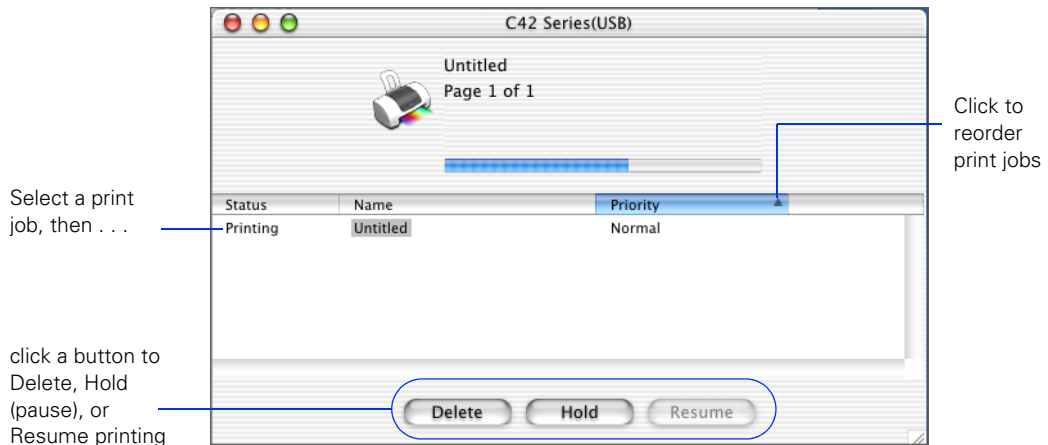 C42 Series(USB)
Untitled
Page 1 of 1
Click to
reorder
print jobs
Select a print
job, then . . .
Status Name Priority
Printing Untitled Normal
click a button to
Delete, Hold
(pause), or
Resume printing
Delete Hold Resume